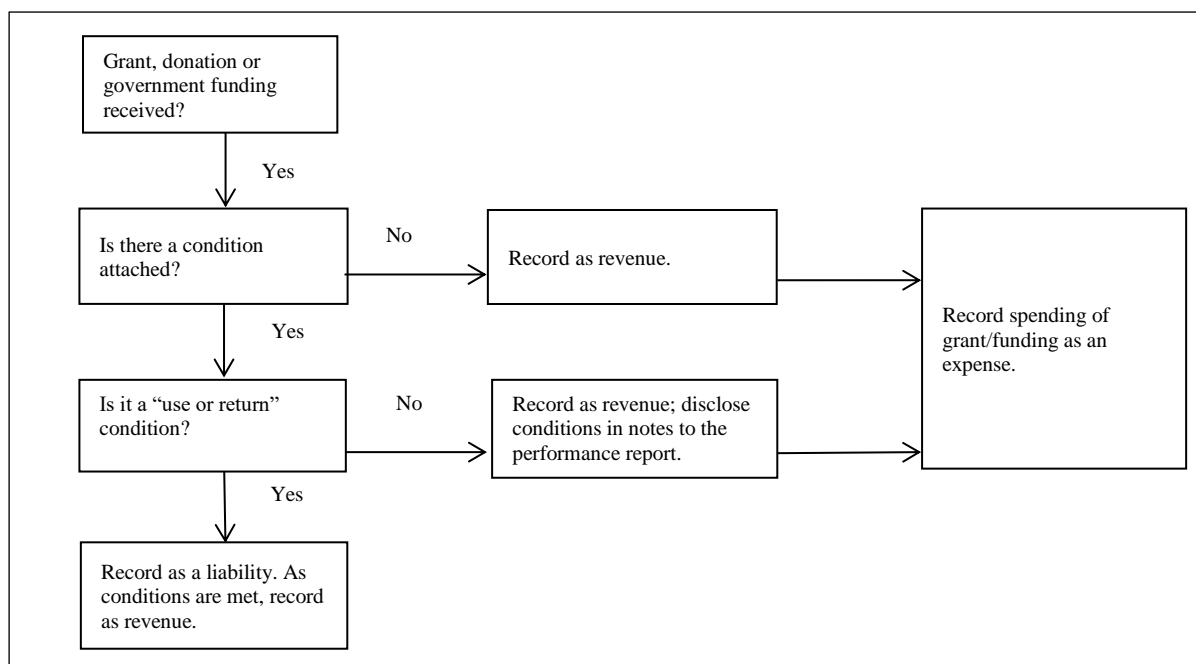 Grant, donation or
government funding
received?
Yes
Is there a condition
attached?
No
Record as revenue.
Record spending of
grant/funding as an
expense.
Yes
Is it a “use or return”
condition?
No
Record as revenue; disclose
conditions in notes to the
performance report.
Yes
Record as a liability. As
conditions are met, record
as revenue.